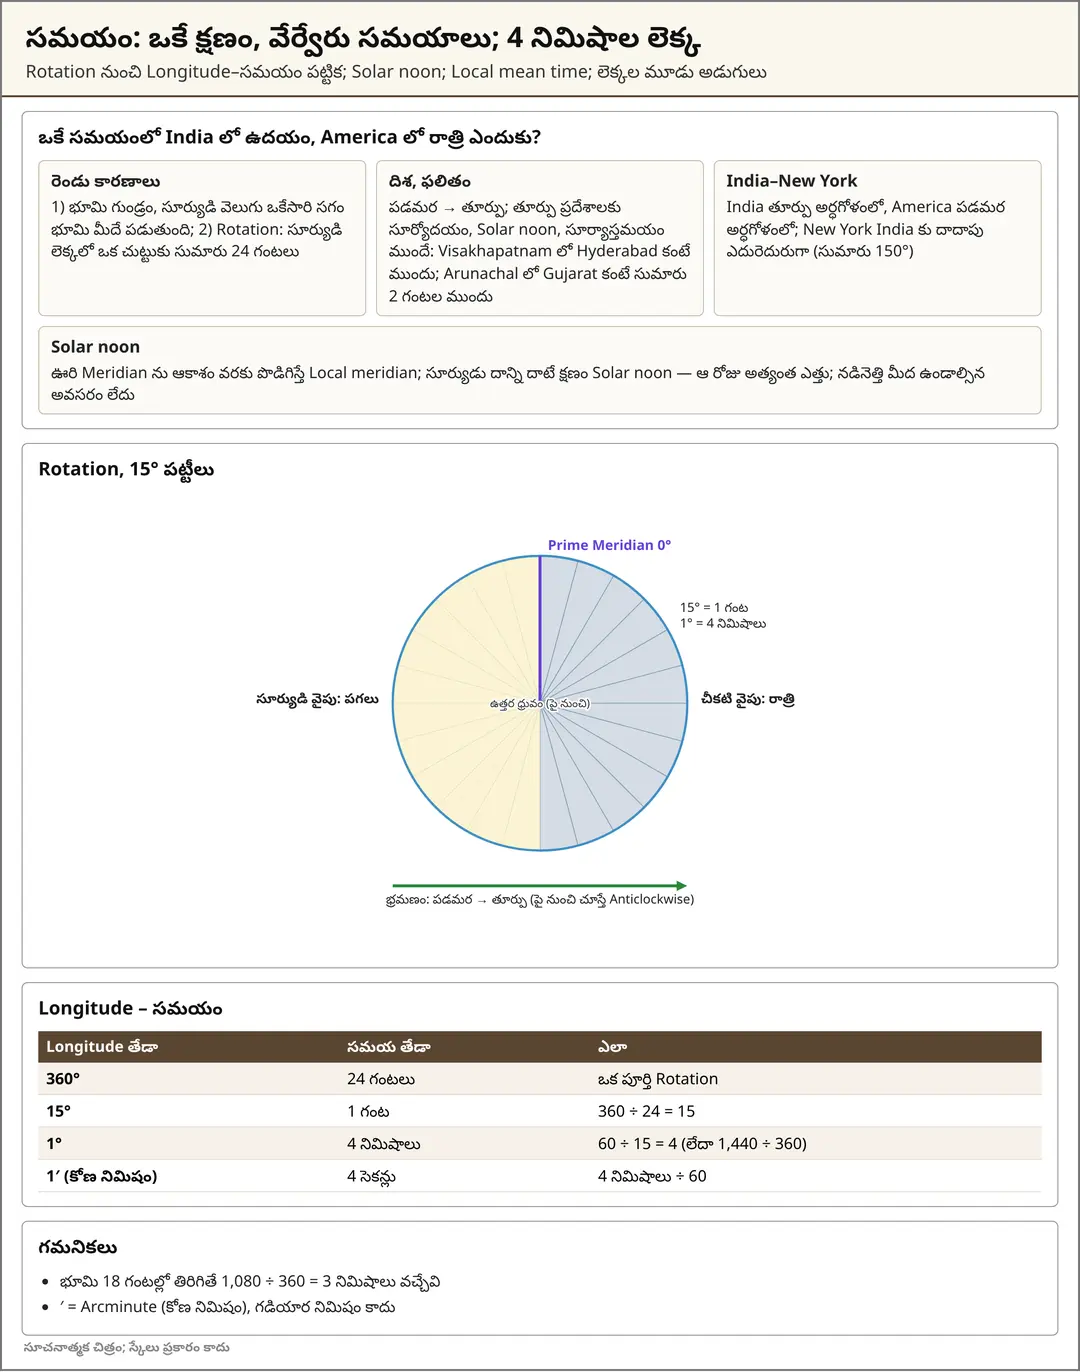 సమయం: ఒకే క్షణం, వేర్వేరు సమయాలు; 4 నిమిషాల లెక్క
Rotation నుంచి Longitude–సమయం పట్టిక; Solar noon; Local mean time; లెక్కల మూడు అడుగులు
ఒకే సమయంలో India లో ఉదయం, America లో రాత్రి ఎందుకు?
రెండు కారణాలు
1) భూమి గుండ్రం, సూర్యుడి వెలుగు ఒకేసారి సగం
భూమి మీదే పడుతుంది; 2) Rotation: సూర్యుడి
లెక్కలో ఒక చుట్టుకు సుమారు 24 గంటలు
దిశ, ఫలితం
పడమర → తూర్పు; తూర్పు ప్రదేశాలకు
సూర్యోదయం, Solar noon, సూర్యాస్తమయం
ముందే: Visakhapatnam లో Hyderabad కంటే
ముందు; Arunachal లో Gujarat కంటే సుమారు
2 గంటల ముందు
India–New York
India తూర్పు అర్ధగోళంలో, America పడమర
అర్ధగోళంలో; New York India కు దాదాపు
ఎదురెదురుగా (సుమారు 150°)
Solar noon
ఊరి Meridian ను ఆకాశం వరకు పొడిగిస్తే Local meridian; సూర్యుడు దాన్ని దాటే క్షణం Solar noon — ఆ రోజు అత్యంత ఎత్తు; నడినెత్తి మీద ఉండాల్సిన
అవసరం లేదు
Rotation, 15° పట్టీలు
Prime Meridian 0°
15° = 1 గంట
1° = 4 నిమిషాలు
సూర్యుడి వైపు: పగలు
ఉత్తర ధ్రువం (పై నుంచి)
చీకటి వైపు: రాత్రి
భ్రమణం: పడమర → తూర్పు (పై నుంచి చూస్తే Anticlockwise)
Longitude – సమయం
Longitude తేడా సమయ తేడా ఎలా
360° 24 గంటలు ఒక పూర్తి Rotation
15° 1 గంట 360 ÷ 24 = 15
1° 4 నిమిషాలు 60 ÷ 15 = 4 (లేదా 1,440 ÷ 360)
1′ (కోణ నిమిషం) 4 సెకన్లు 4 నిమిషాలు ÷ 60
గమనికలు
• భూమి 18 గంటల్లో తిరిగితే 1,080 ÷ 360 = 3 నిమిషాలు వచ్చేవి
• ′ = Arcminute (కోణ నిమిషం), గడియార నిమిషం కాదు
సూచనాత్మక చిత్రం; స్కేలు ప్రకారం కాదు